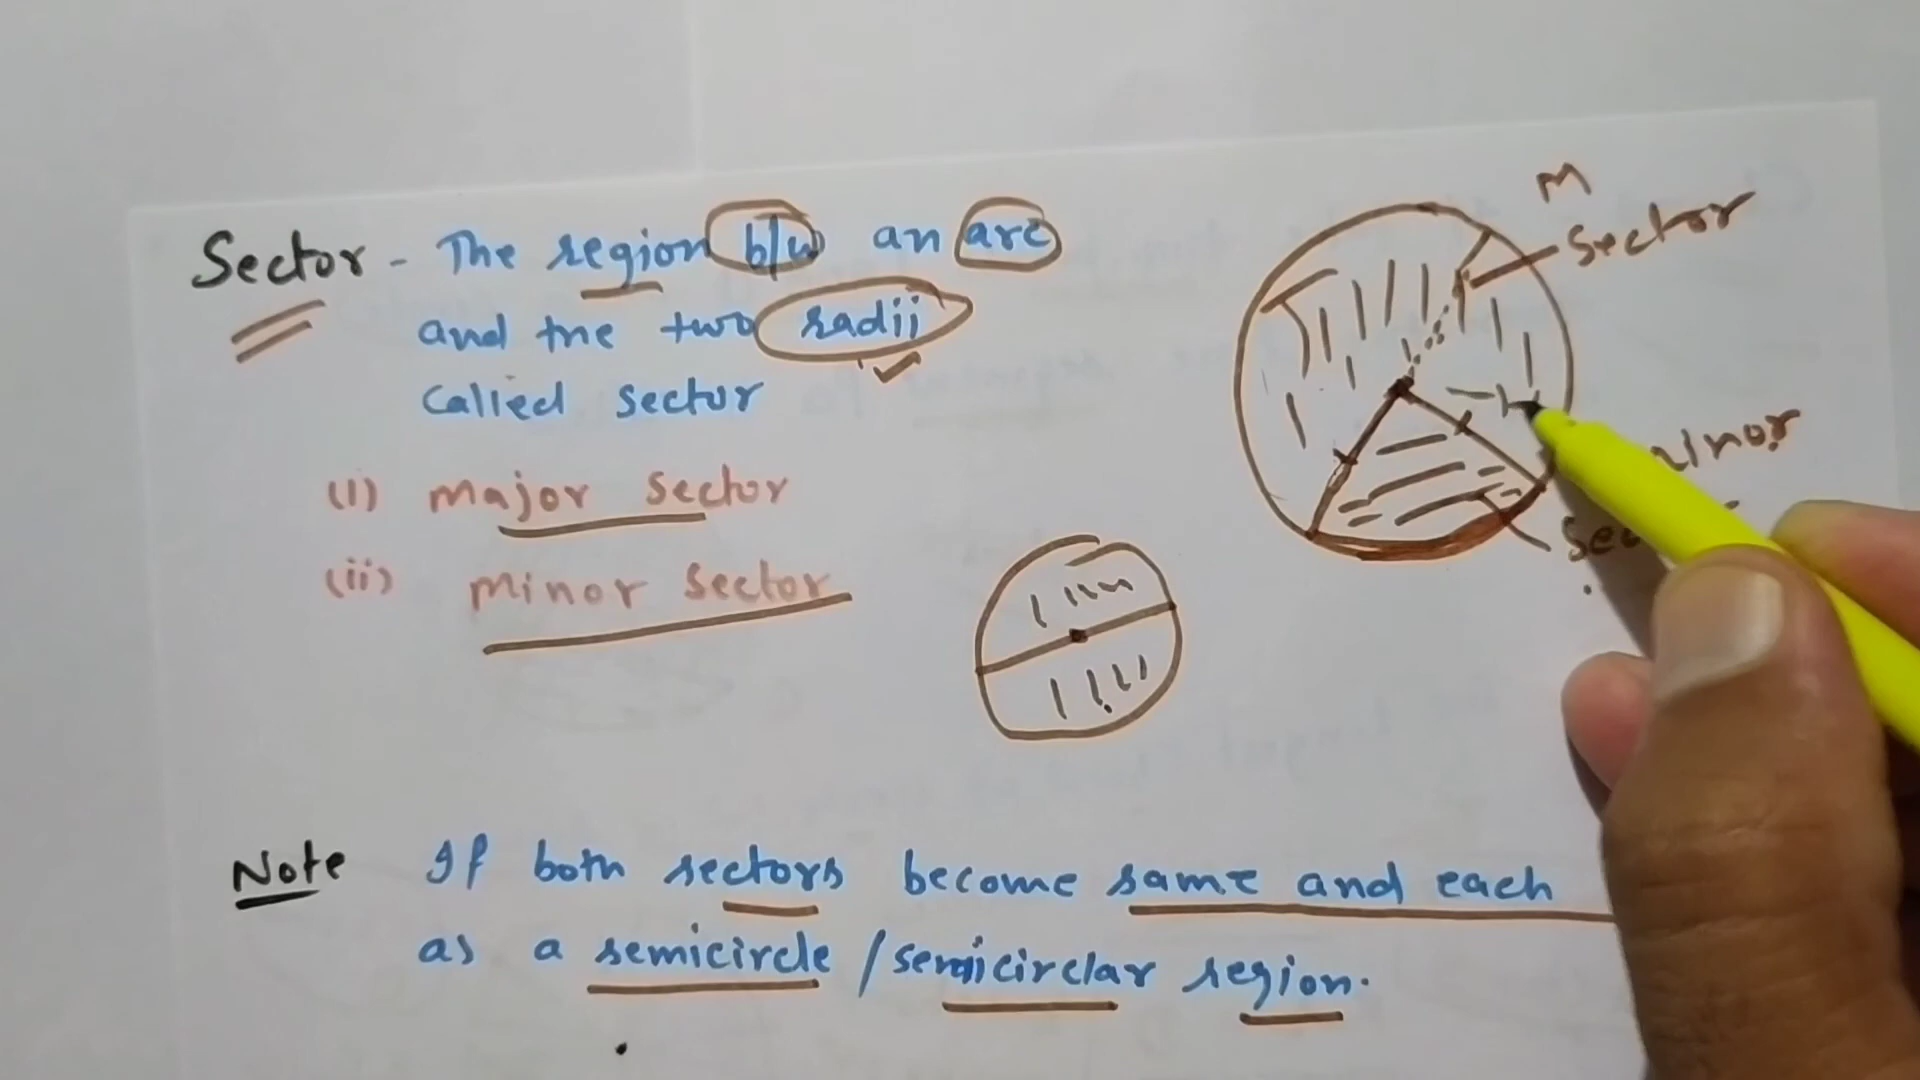 Sector - The region b/w an arc
and the two radii
called sector
(i) Major Sector
(ii) Minor Sector
M
Sector
minor
Note If both sectors become same and each
as a semicircle / semicirclar region.